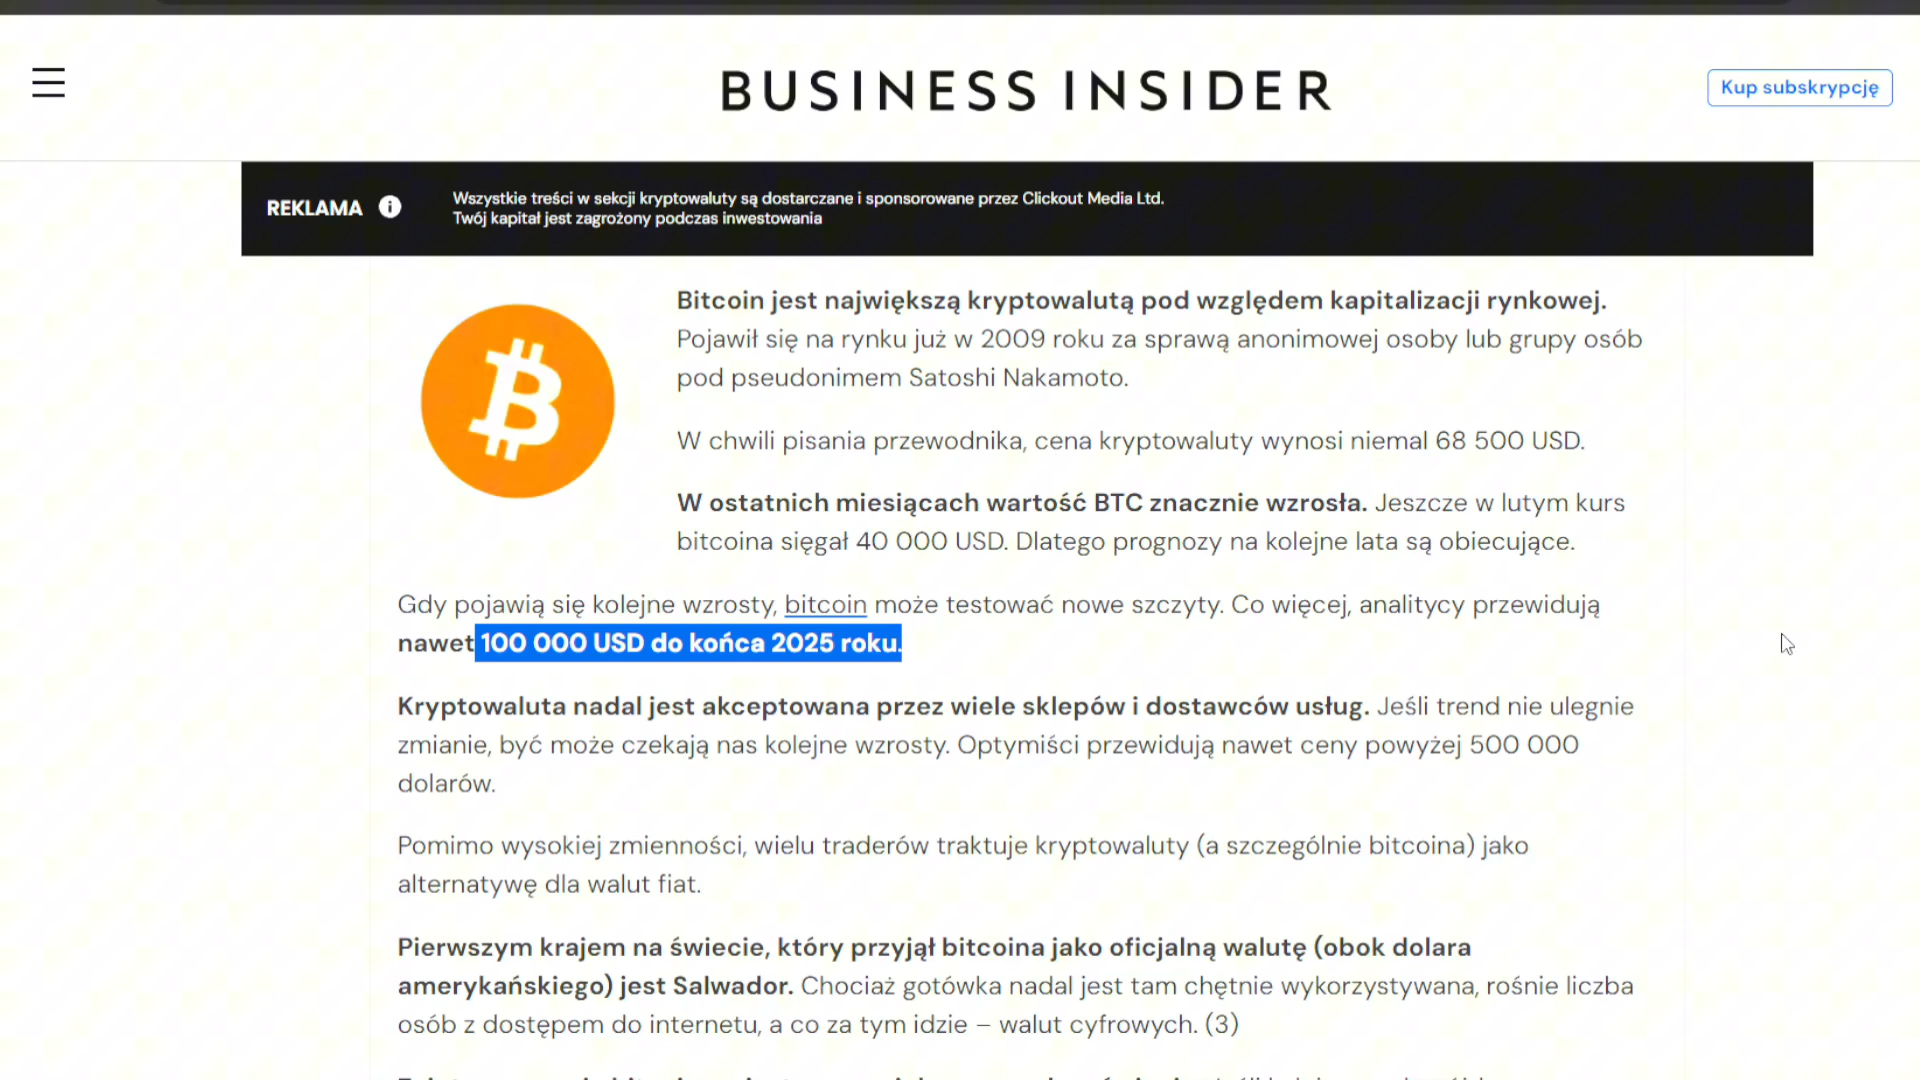 BUSINESS INSIDER
Kup subskrypcję
REKLAMA
Wszystkie treści w sekcji kryptowaluty są dostarczane i sponsorowane przez Clickout Media Ltd.
Twój kapitał jest zagrożony podczas inwestowania
Bitcoin jest największą kryptowalutą pod względem kapitalizacji rynkowej.
Pojawił się na rynku już w 2009 roku za sprawą anonimowej osoby lub grupy osób
pod pseudonimem Satoshi Nakamoto.
W chwili pisania przewodnika, cena kryptowaluty wynosi niemal 68 500 USD.
W ostatnich miesiącach wartość BTC znacznie wzrosła. Jeszcze w lutym kurs
bitcoina sięgał 40 000 USD. Dlatego prognozy na kolejne lata są obiecujące.
Gdy pojawią się kolejne wzrosty, bitcoin może testować nowe szczyty. Co więcej, analitycy przewidują
nawet 100 000 USD do końca 2025 roku.
Kryptowaluta nadal jest akceptowana przez wiele sklepów i dostawców usług. Jeśli trend nie ulegnie
zmianie, być może czekają nas kolejne wzrosty. Optymiści przewidują nawet ceny powyżej 500 000
dolarów.
Pomimo wysokiej zmienności, wielu traderów traktuje kryptowaluty (a szczególnie bitcoina) jako
alternatywę dla walut fiat.
Pierwszym krajem na świecie, który przyjął bitcoina jako oficjalną walutę (obok dolara
amerykańskiego) jest Salwador. Chociaż gotówka nadal jest tam chętnie wykorzystywana, rośnie liczba
osób z dostępem do internetu, a co za tym idzie – walut cyfrowych. (3)